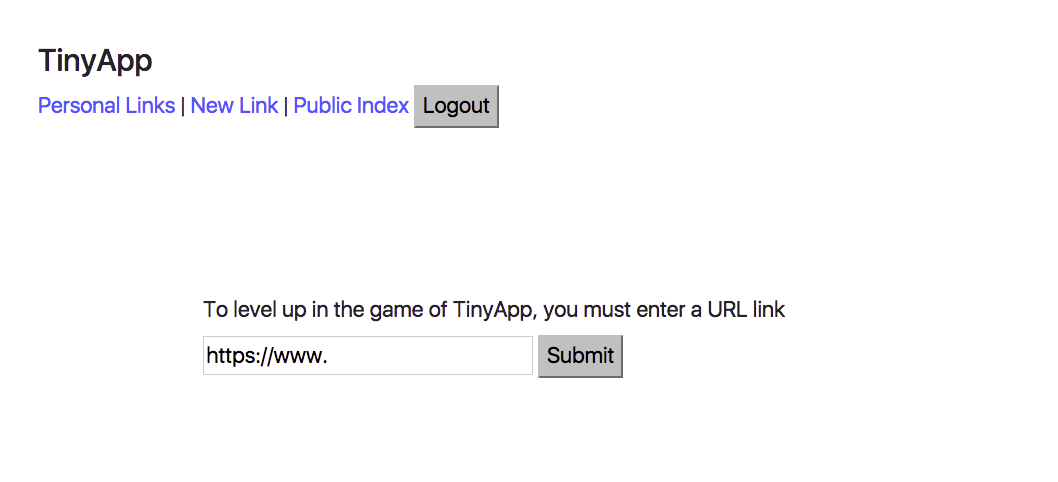 TinyApp
Personal Links | New Link | Public Index Logout
To level up in the game of TinyApp, you must enter a URL link
https://www. Submit